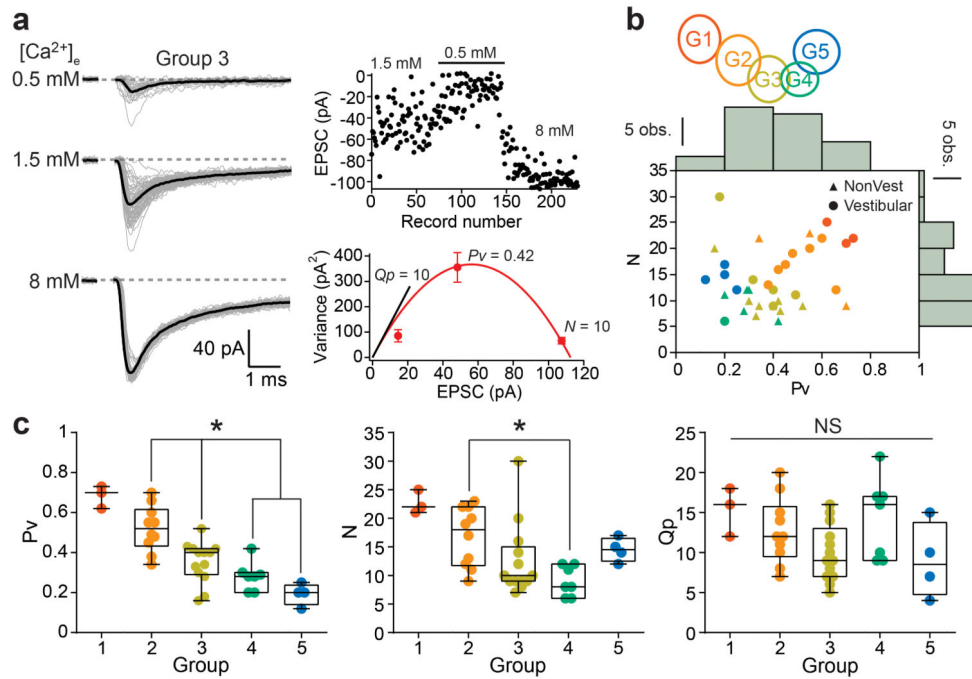 a
[Ca²⁺]e
Group 3
0.5 mM
1.5 mM
8 mM
40 pA
1 ms
1.5 mM
0.5 mM
8 mM
EPSC (pA)
0
-20
-40
-60
-80
-100
0
100
200
Record number
Variance (pA²)
400
300
200
100
0
Qp = 10
Pv = 0.42
N = 10
0
20
40
60
80
100
120
EPSC (pA)
b
G1
G2
G3
G4
G5
5 obs.
5 obs.
NonVest
Vestibular
N
35
30
25
20
15
10
5
0
0
0.2
0.4
0.6
0.8
1
Pv
c
*
Pv
1
0.8
0.6
0.4
0.2
0
1 2 3 4 5
Group
*
N
35
30
25
20
15
10
5
0
1 2 3 4 5
Group
NS
Qp
25
20
15
10
5
0
1 2 3 4 5
Group